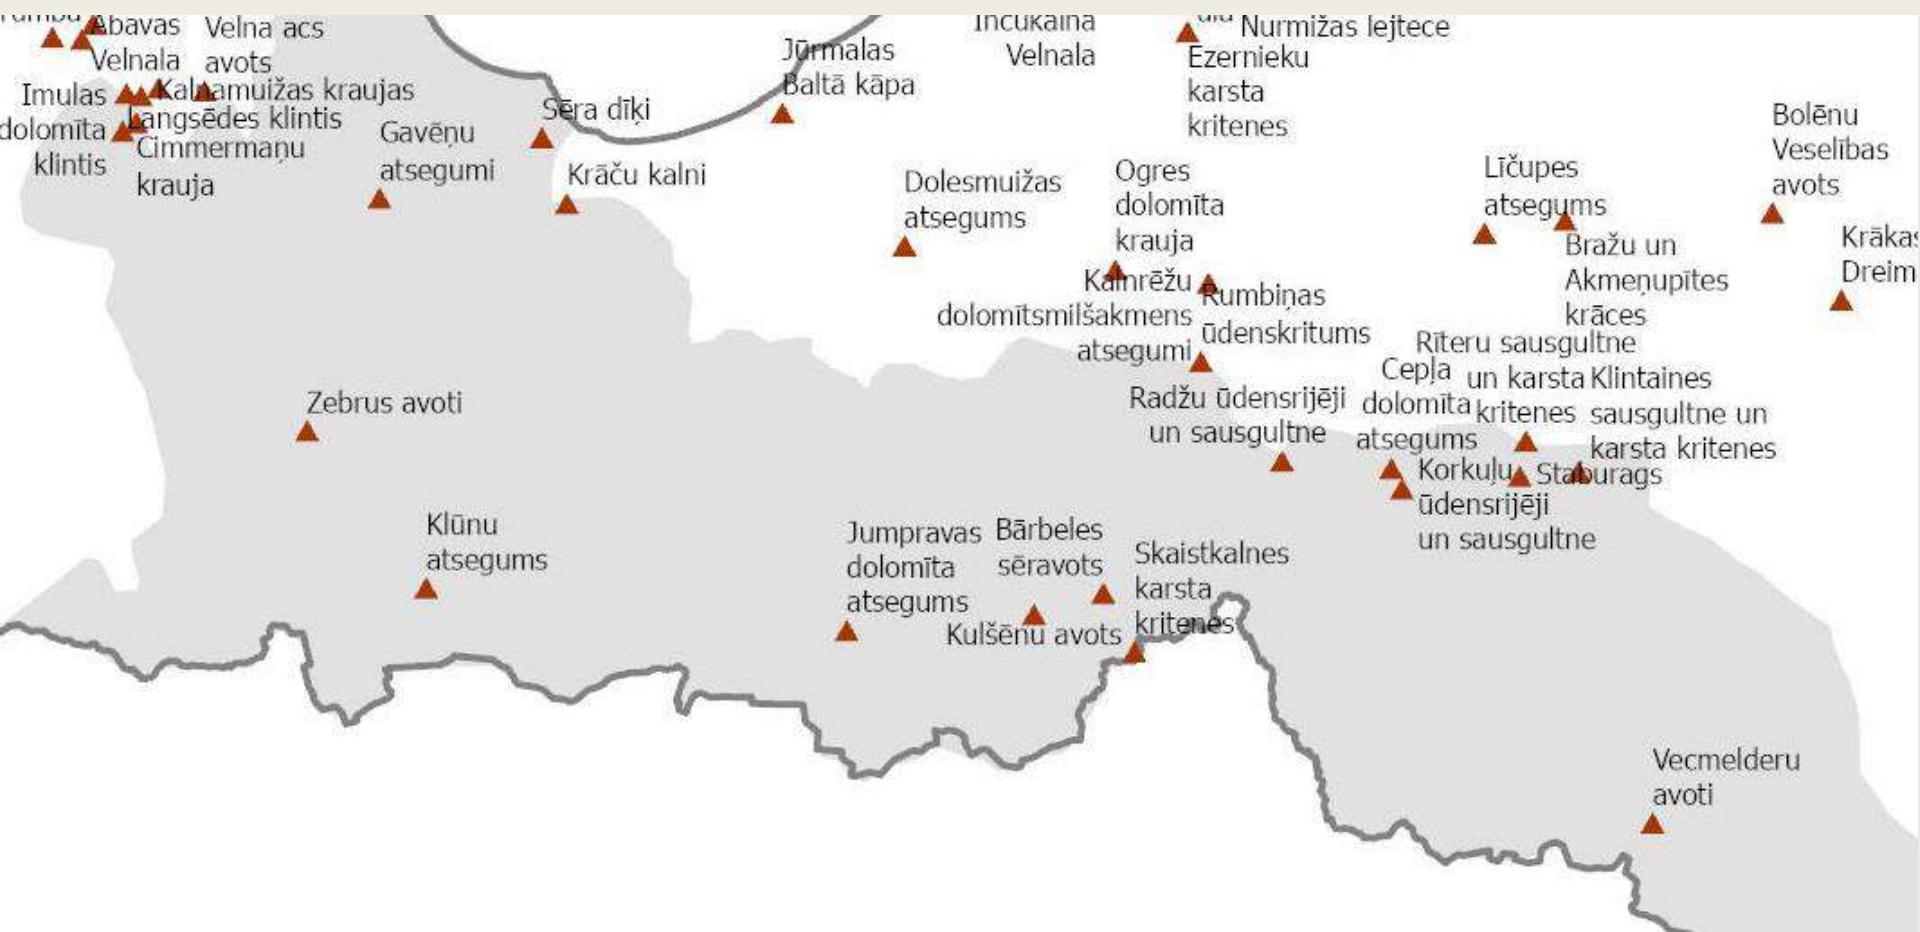 Abavas
Velnala
Velna acs
avots
Imulas
dolomīta
klintis
Kalnamuižas kraujas
Langsēdes klintis
Cimmermaņu
krauja
Gavēņu
atsegumi
Sēra dīķi
Krāču kalni
Jūrmalas
Baltā kāpa
Incukalna
Velnala
Nurmižas lejtece
Ezernieku
karsta
kritenes
Dolesmuižas
atsegums
Ogres
dolomīta
krauja
Kalnrēžu
dolomītsmilšakmens
atsegumi
Rumbiņas
ūdenskritums
Līčupes
atsegums
Bražu un
Akmeņupītes
krāces
Bolēnu
Veselības
avots
Krākas
Dreim
Rīteru sausgultne
un karsta
kritenes
Cepļa
dolomīta
atsegums
Klintaines
sausgultne un
karsta kritenes
Radžu ūdensrijēji
un sausgultne
Korkuļu
ūdensrijēji
un sausgultne
Staburags
Zebrus avoti
Klūnu
atsegums
Jumpravas
dolomīta
atsegums
Bārbeles
sēravots
Kulšēnu avots
Skaistkalnes
karsta
kritenes
Vecmelderu
avoti